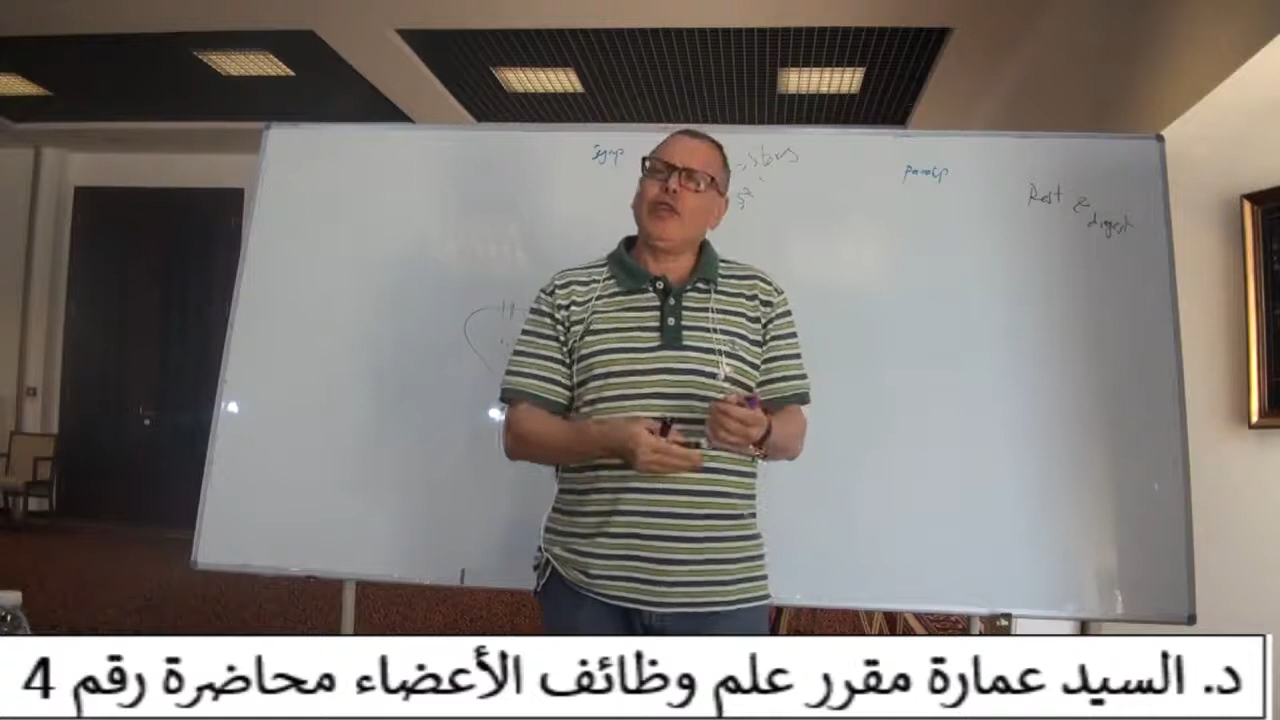 Symp
Parasymp
Rest &
digest
د. السيد عمارة مقرر علم وظائف الأعضاء محاضرة رقم 4